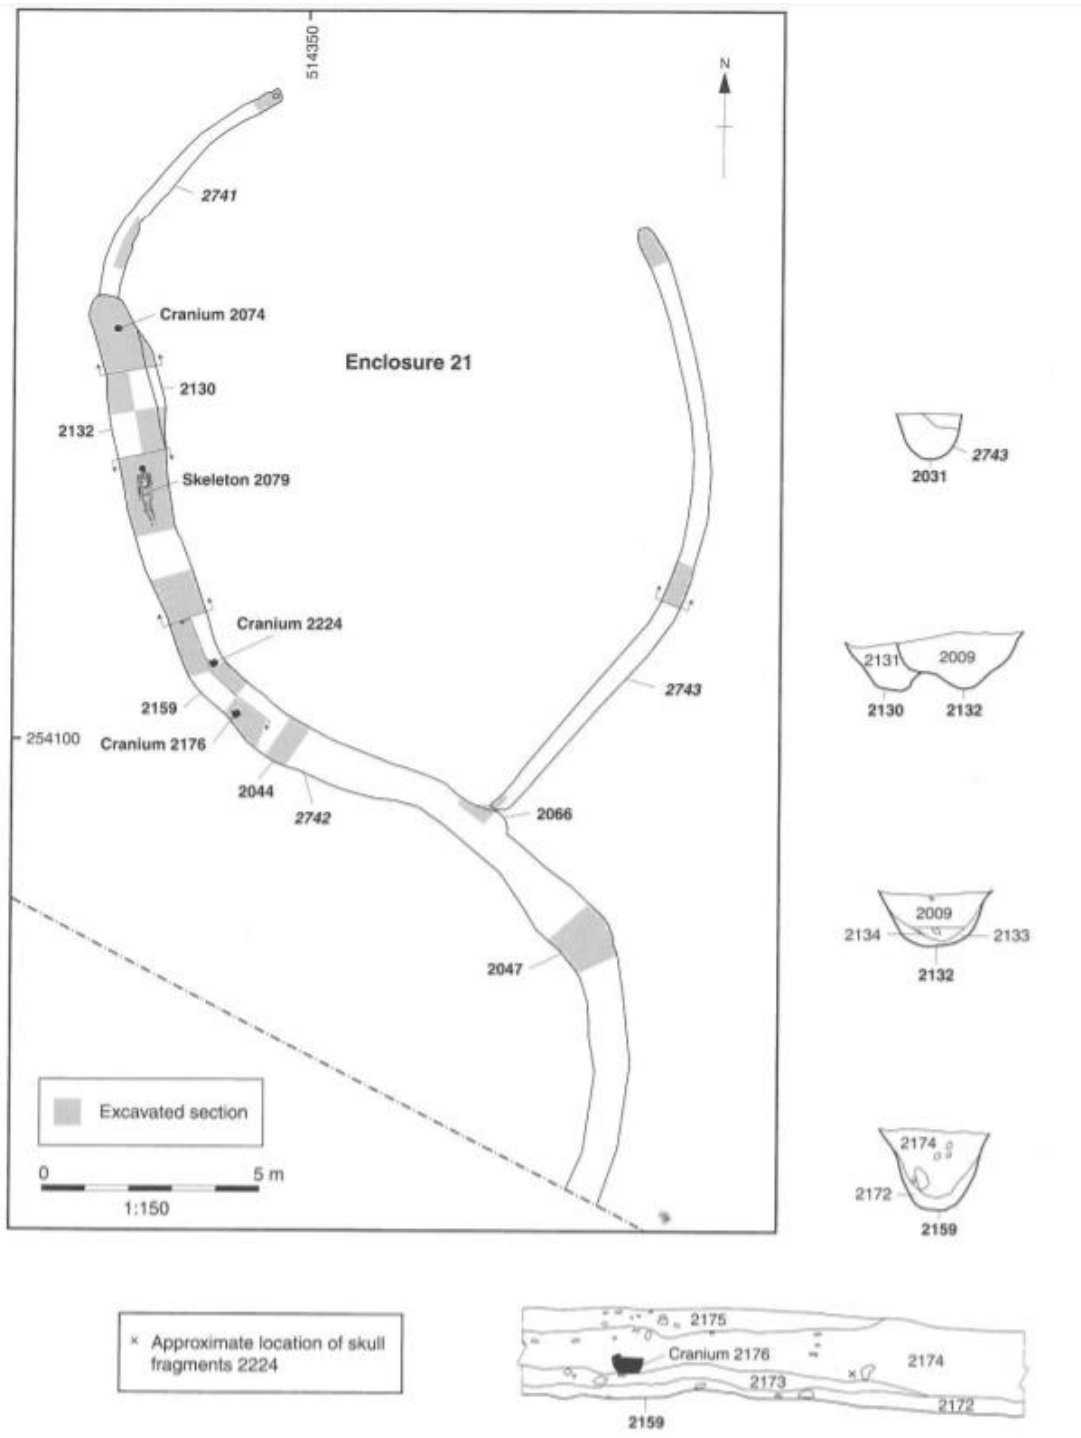 514350
N
2741
Cranium 2074
Enclosure 21
2130
2132
Skeleton 2079
2743
2031
Cranium 2224
2131
2009
2130
2132
2159
2743
Cranium 2176
254100
2044
2742
2066
2009
2134
2133
2132
2047
Excavated section
0
5 m
1:150
2174
2172
2159
× Approximate location of skull
fragments 2224
2175
Cranium 2176
2174
2173
2172
2159